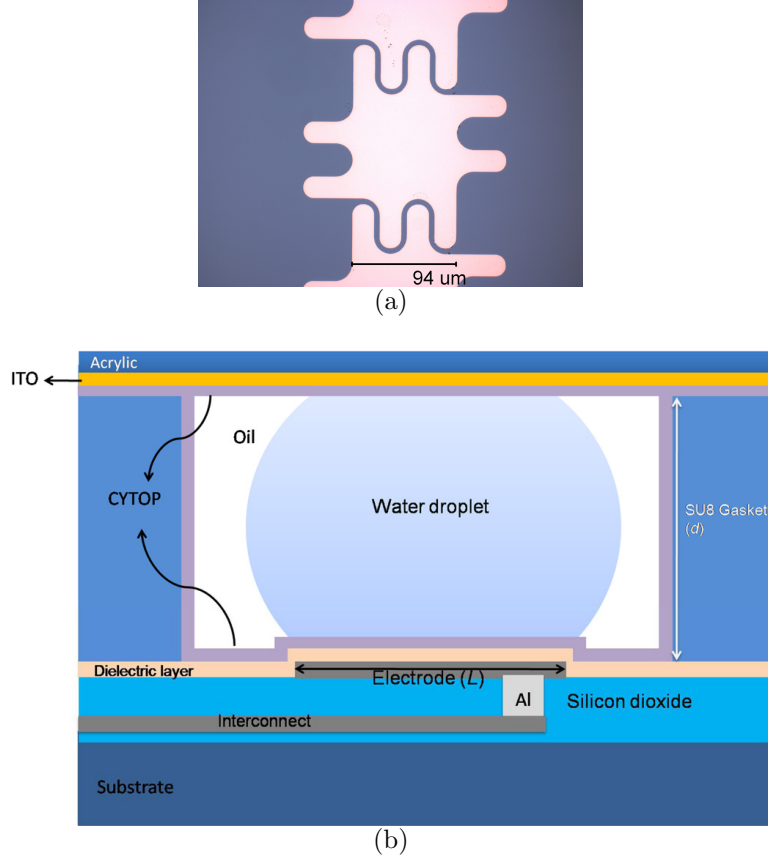 94 um
(a)
Acrylic
ITO
Oil
CYTOP
Water droplet
SU8 Gasket
(d)
Dielectric layer
Electrode (L)
Al
Silicon dioxide
Interconnect
Substrate
(b)